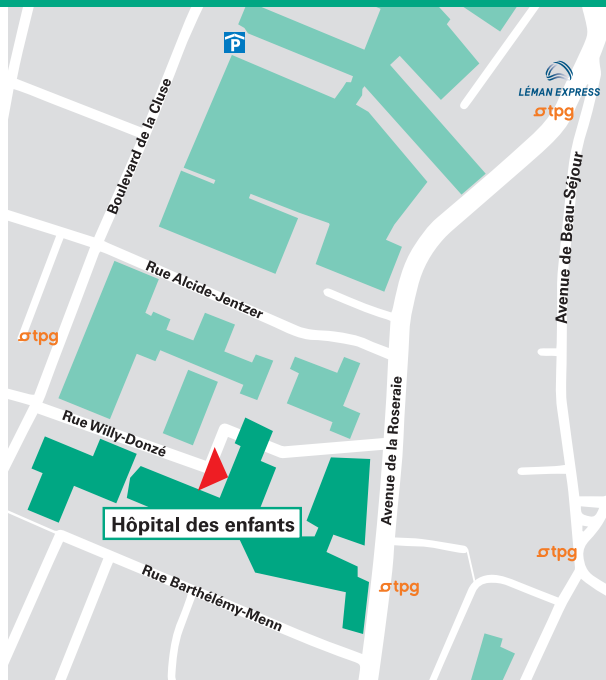 P
LÉMAN EXPRESS
tpg
Boulevard de la Cluse
Avenue de Beau-Séjour
Rue Alcide-Jentzer
tpg
Avenue de la Roseraie
Rue Willy-Donzé
Hôpital des enfants
tpg
tpg
Rue Barthélémy-Menn